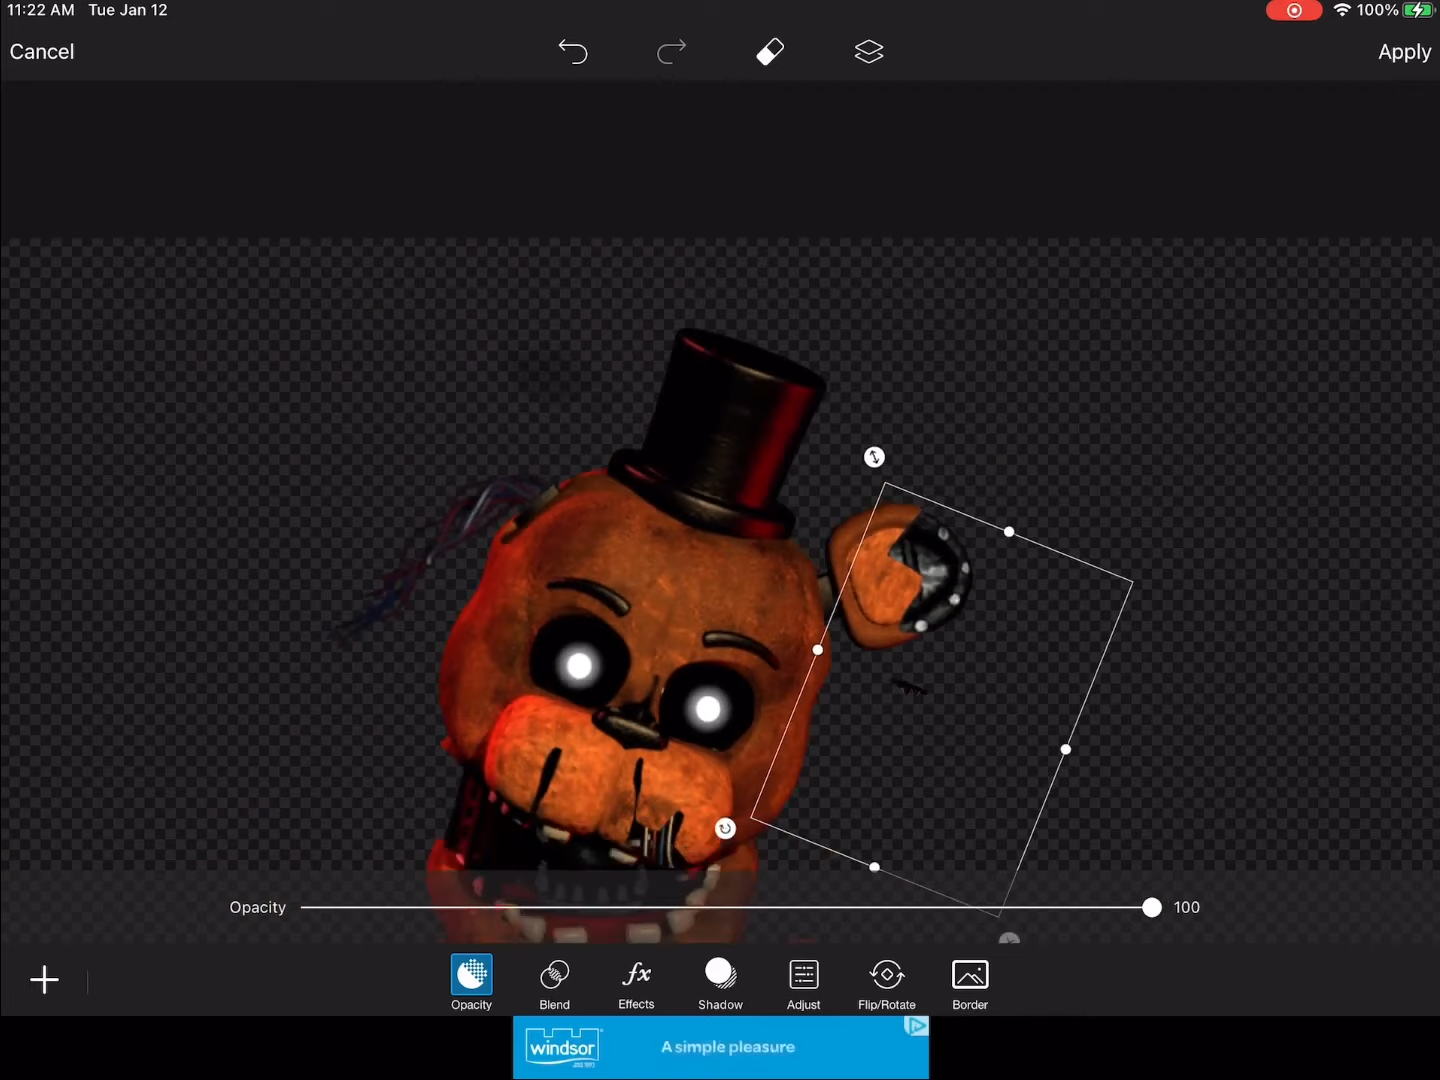 11:22 AM Tue Jan 12
100%
Cancel
Apply
Opacity
100
Opacity
Blend
fx
Effects
Shadow
Adjust
Flip/Rotate
Border
windsor
A simple pleasure